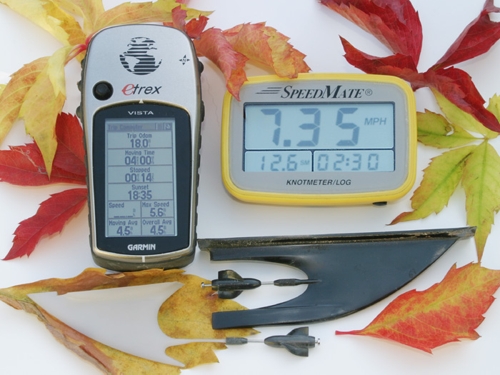 etrex
VISTA
Trip Odom
18.0
Moving Time
04:00
Stopped
00:14
Sunset
18:35
Speed
Max Speed
5.6
Moving Avg
Overall Avg
4.5
4.5
GARMIN
SPEEDMATE®
7.35 MPH
12.6 02:30
KNOTMETER/LOG